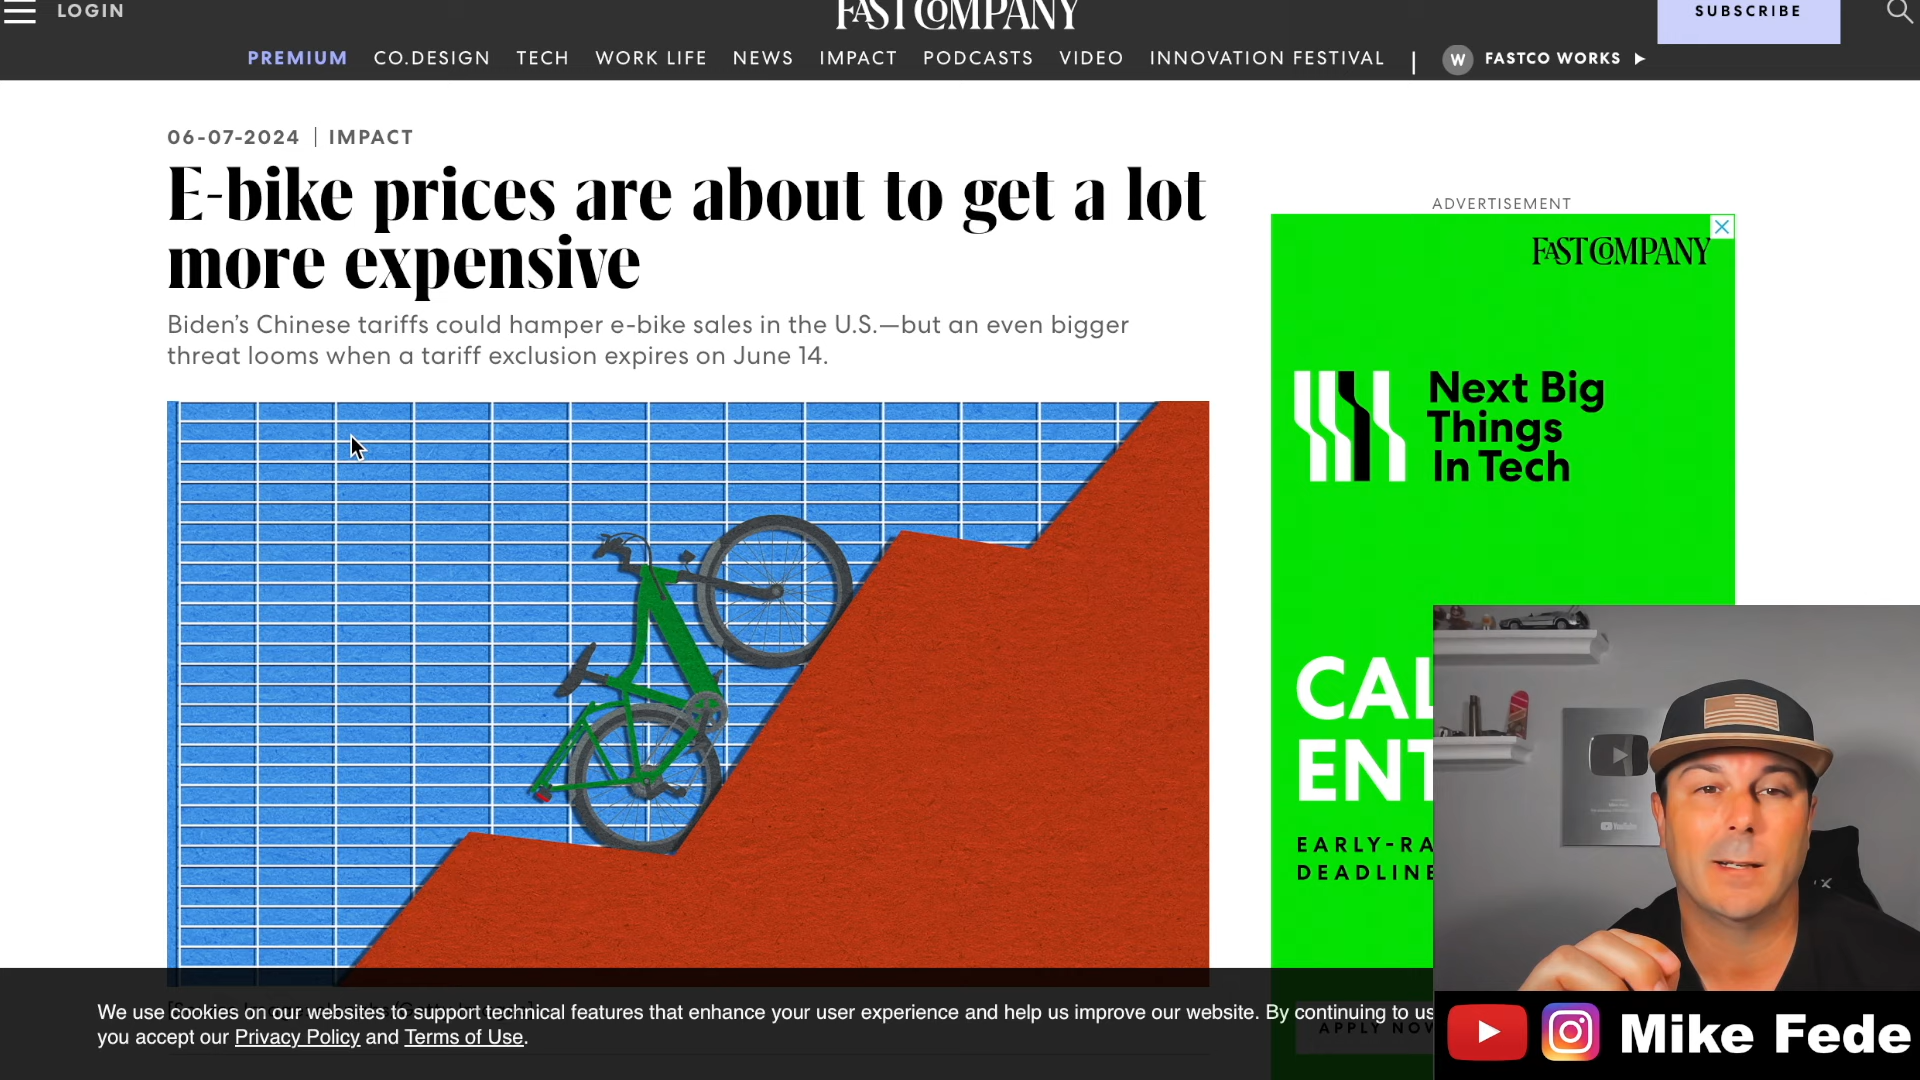 LOGIN
FAST COMPANY
SUBSCRIBE
PREMIUM CO.DESIGN TECH WORK LIFE NEWS IMPACT PODCASTS VIDEO INNOVATION FESTIVAL | W FASTCO WORKS
06-07-2024 | IMPACT
E-bike prices are about to get a lot
more expensive
Biden's Chinese tariffs could hamper e-bike sales in the U.S.—but an even bigger
threat looms when a tariff exclusion expires on June 14.
ADVERTISEMENT
FAST COMPANY
Next Big
Things
In Tech
CAL
ENT
EARLY-RA
DEADLINE
APPLY NOW
YouTube
We use cookies on our websites to support technical features that enhance your user experience and help us improve our website. By continuing to us
you accept our Privacy Policy and Terms of Use.
Mike Fede